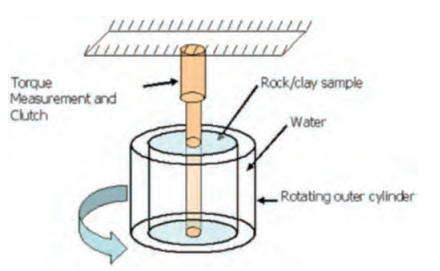 Torque
Measurement and
Clutch
Rock/clay sample
Water
Rotating outer cylinder